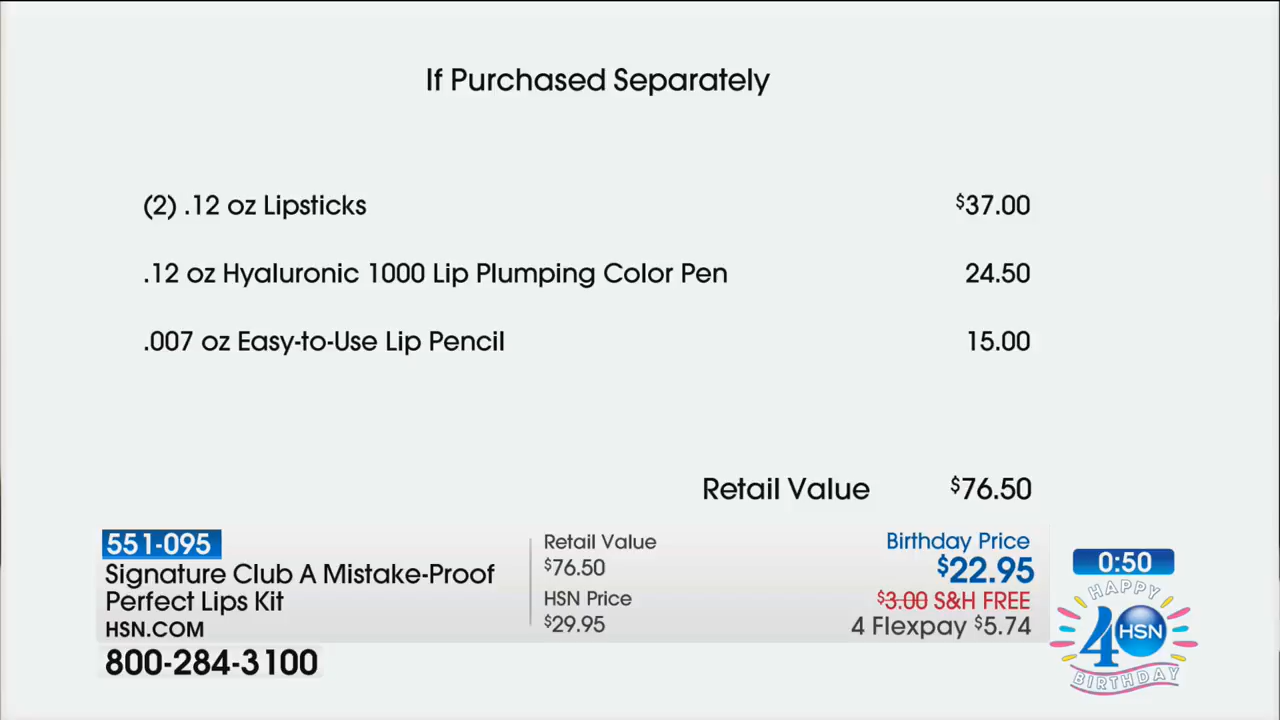 If Purchased Separately
(2) .12 oz Lipsticks $37.00
.12 oz Hyaluronic 1000 Lip Plumping Color Pen 24.50
.007 oz Easy-to-Use Lip Pencil 15.00
Retail Value $76.50
551-095
Signature Club A Mistake-Proof
Perfect Lips Kit
HSN.COM
800-284-3100
Retail Value
$76.50
HSN Price
$29.95
Birthday Price
$22.95
$3.00 S&H FREE
4 Flexpay $5.74
0:50
HAPPY
40 HSN
BIRTHDAY